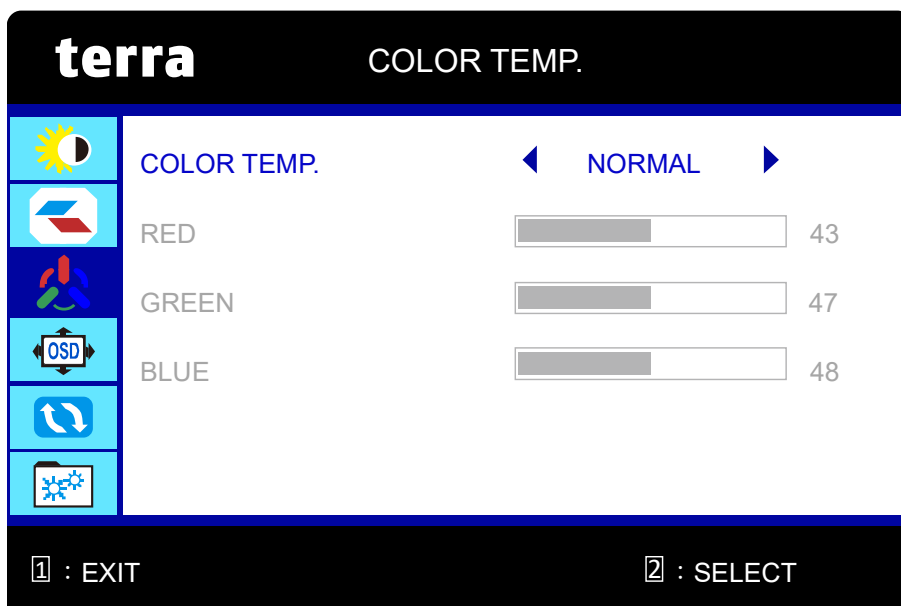 terra COLOR TEMP.
COLOR TEMP. NORMAL
RED 43
GREEN 47
OSD
BLUE 48
1 : EXIT 2 : SELECT